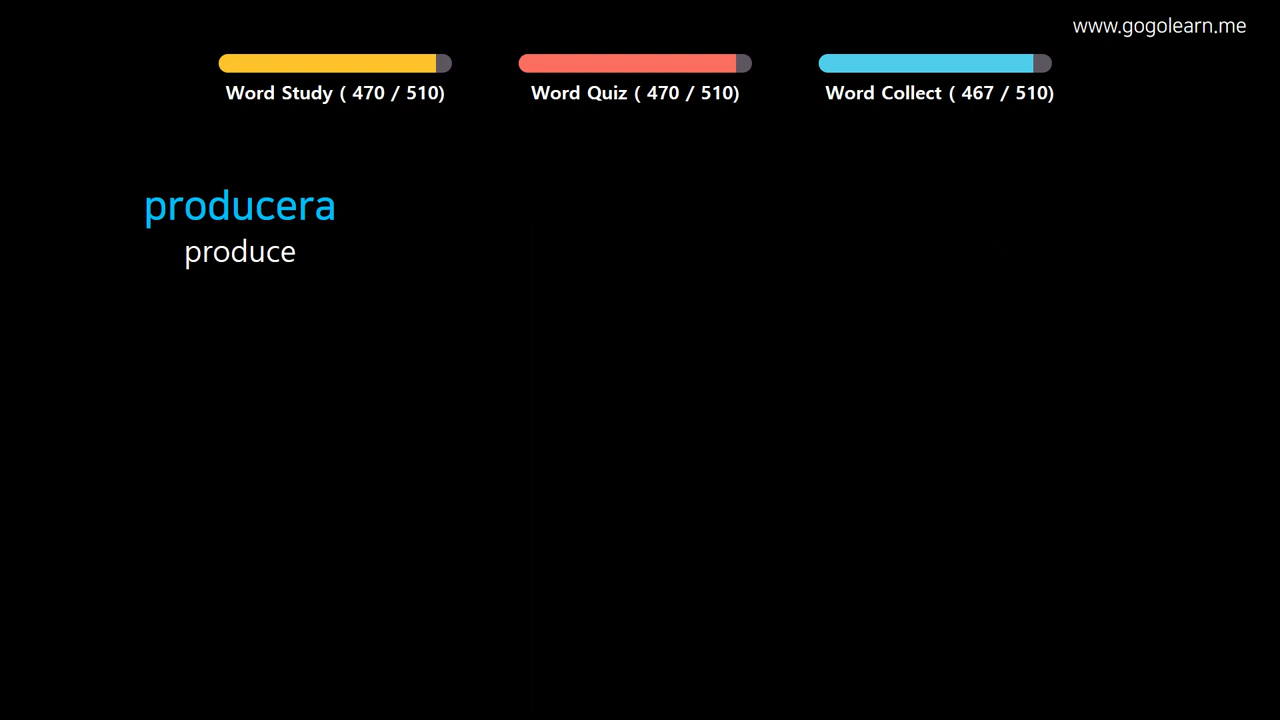 www.gogolearn.me
Word Study ( 470 / 510)
Word Quiz ( 470 / 510)
Word Collect ( 467 / 510)
producera
produce